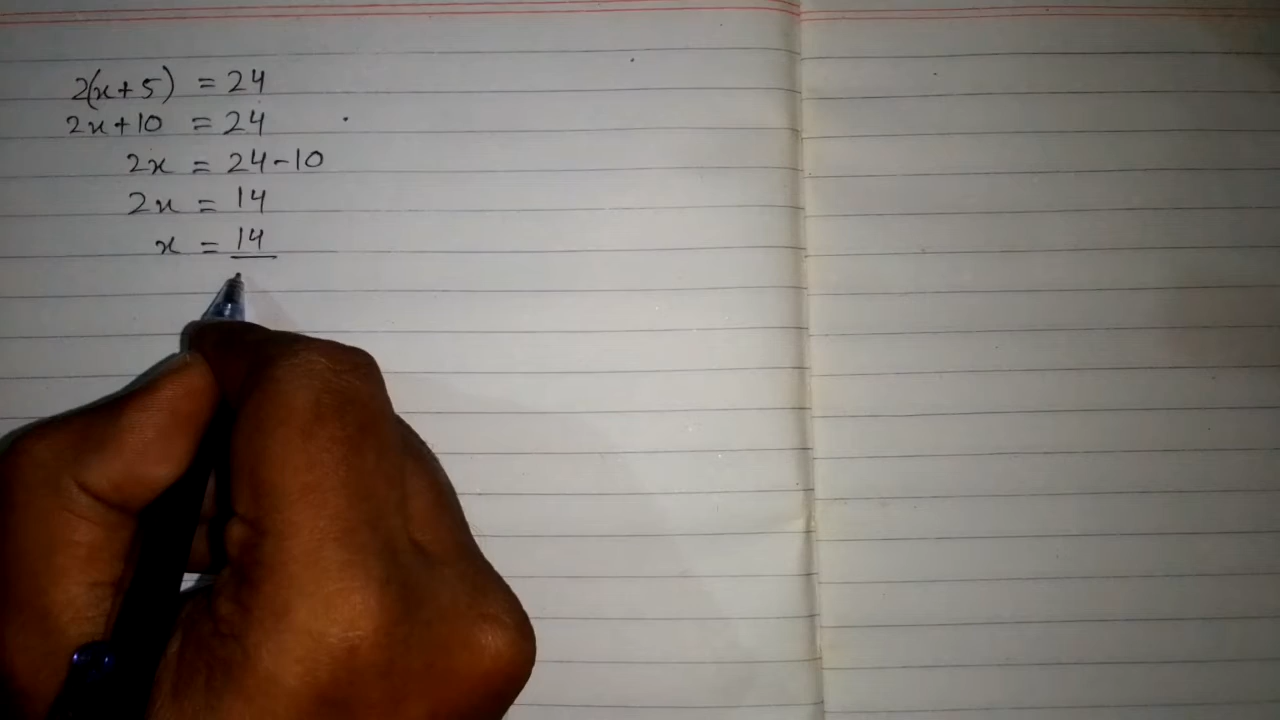 2(x+5) = 24
2x+10 = 24
2x = 24-10
2x = 14
x = 14